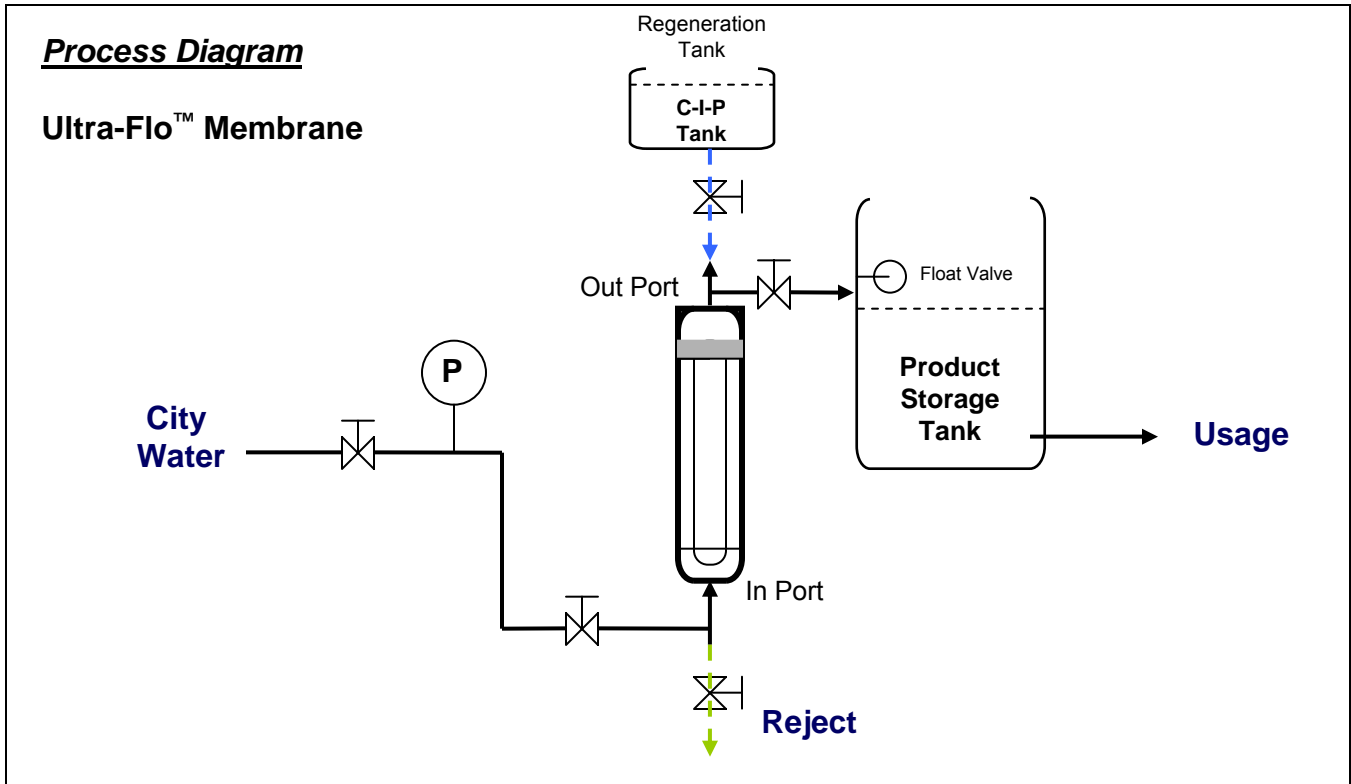 Process Diagram
Ultra-Flo™ Membrane
Regeneration
Tank
C-I-P
Tank
Out Port
Float Valve
P
Product
Storage
Tank
City
Water
Usage
In Port
Reject